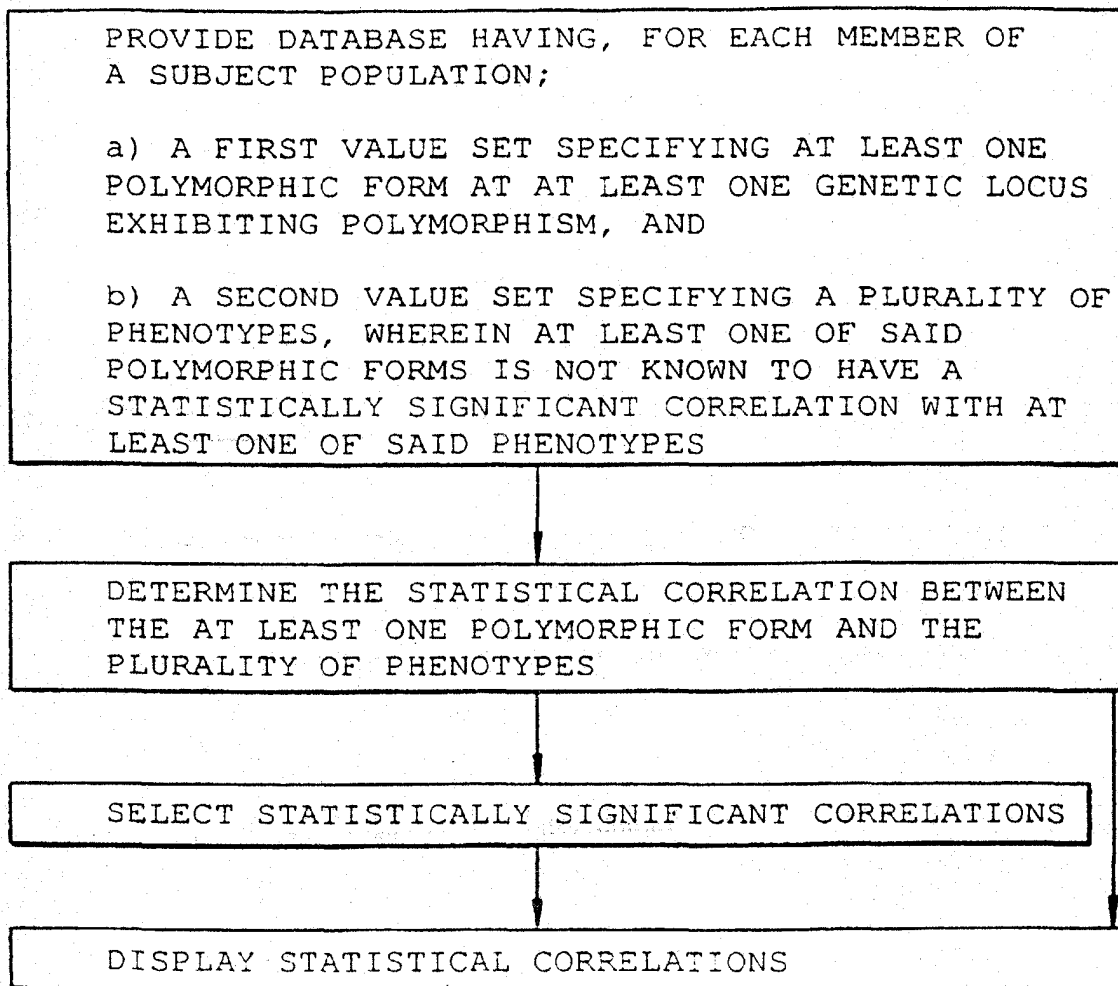 PROVIDE DATABASE HAVING, FOR EACH MEMBER OF
A SUBJECT POPULATION;
a) A FIRST VALUE SET SPECIFYING AT LEAST ONE
POLYMORPHIC FORM AT AT LEAST ONE GENETIC LOCUS
EXHIBITING POLYMORPHISM, AND
b) A SECOND VALUE SET SPECIFYING A PLURALITY OF
PHENOTYPES, WHEREIN AT LEAST ONE OF SAID
POLYMORPHIC FORMS IS NOT KNOWN TO HAVE A
STATISTICALLY SIGNIFICANT CORRELATION WITH AT
LEAST ONE OF SAID PHENOTYPES
DETERMINE THE STATISTICAL CORRELATION BETWEEN
THE AT LEAST ONE POLYMORPHIC FORM AND THE
PLURALITY OF PHENOTYPES
SELECT STATISTICALLY SIGNIFICANT CORRELATIONS
DISPLAY STATISTICAL CORRELATIONS